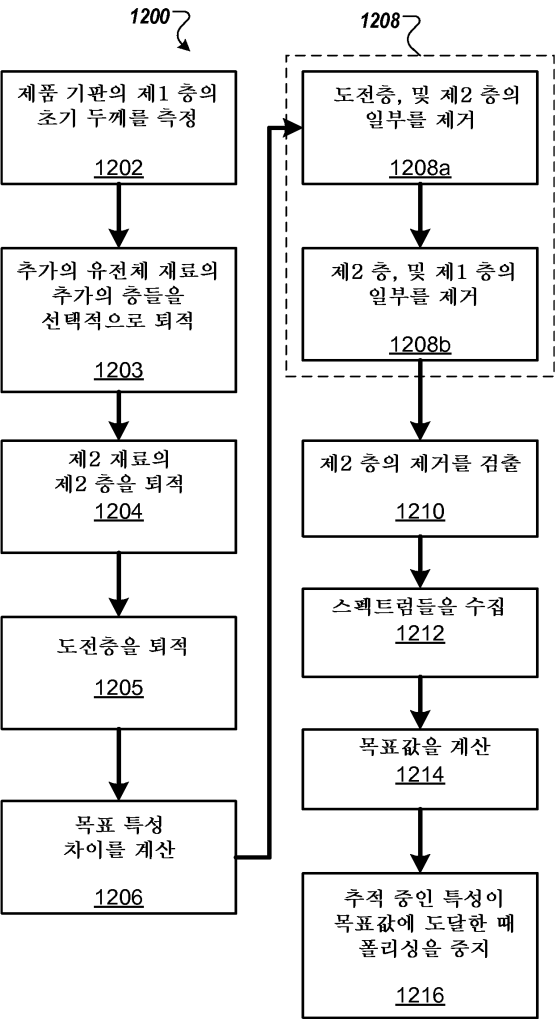 1200
제품 기판의 제1 층의
초기 두께를 측정
1202
추가의 유전체 재료의
추가의 층들을
선택적으로 퇴적
1203
제2 재료의
제2 층을 퇴적
1204
도전층을 퇴적
1205
목표 특성
차이를 계산
1206
1208
도전층, 및 제2 층의
일부를 제거
1208a
제2 층, 및 제1 층의
일부를 제거
1208b
제2 층의 제거를 검출
1210
스펙트럼들을 수집
1212
목표값을 계산
1214
추적 중인 특성이
목표값에 도달한 때
폴리싱을 중지
1216